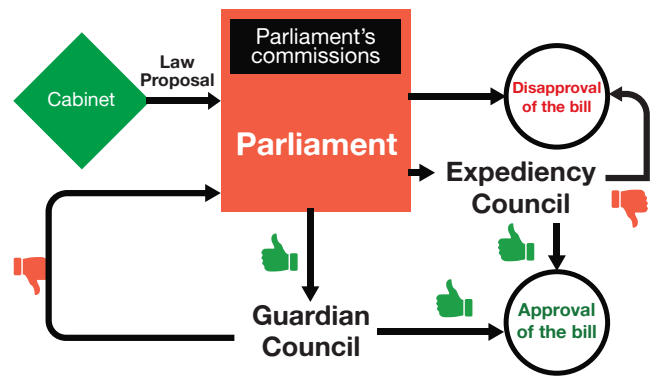 Parliament's
commissions
Law
Proposal
Cabinet
Disapproval
of the bill
Parliament
Expediency
Council
Guardian
Council
Approval
of the bill